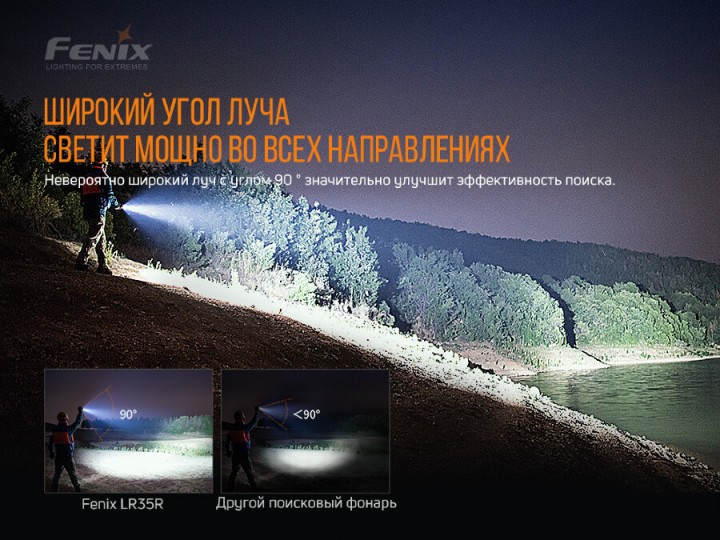 FENIX
LIGHTING FOR EXTREMES
ШИРОКИЙ УГОЛ ЛУЧА
СВЕТИТ МОЩНО ВО ВСЕХ НАПРАВЛЕНИЯХ
Невероятно широкий луч с углом 90 ° значительно улучшит эффективность поиска.
90°
<90°
Fenix LR35R
Другой поисковый фонарь